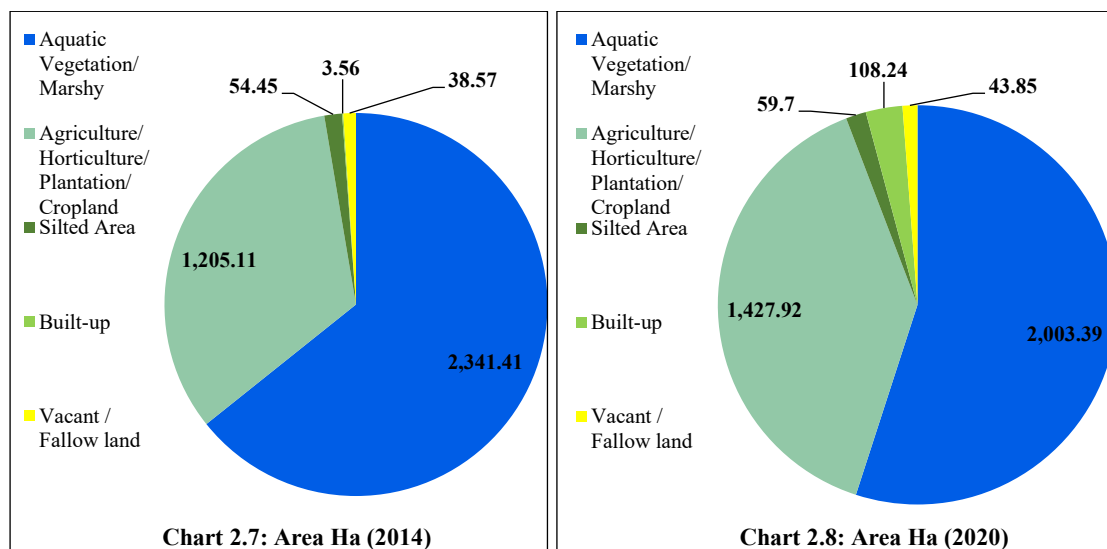 Aquatic
Vegetation/
Marshy
Agriculture/
Horticulture/
Plantation/
Cropland
Silted Area
Built-up
Vacant /
Fallow land
54.45
3.56
38.57
1,205.11
2,341.41
Chart 2.7: Area Ha (2014)
Aquatic
Vegetation/
Marshy
Agriculture/
Horticulture/
Plantation/
Cropland
Silted Area
Built-up
Vacant /
Fallow land
59.7
108.24
43.85
1,427.92
2,003.39
Chart 2.8: Area Ha (2020)